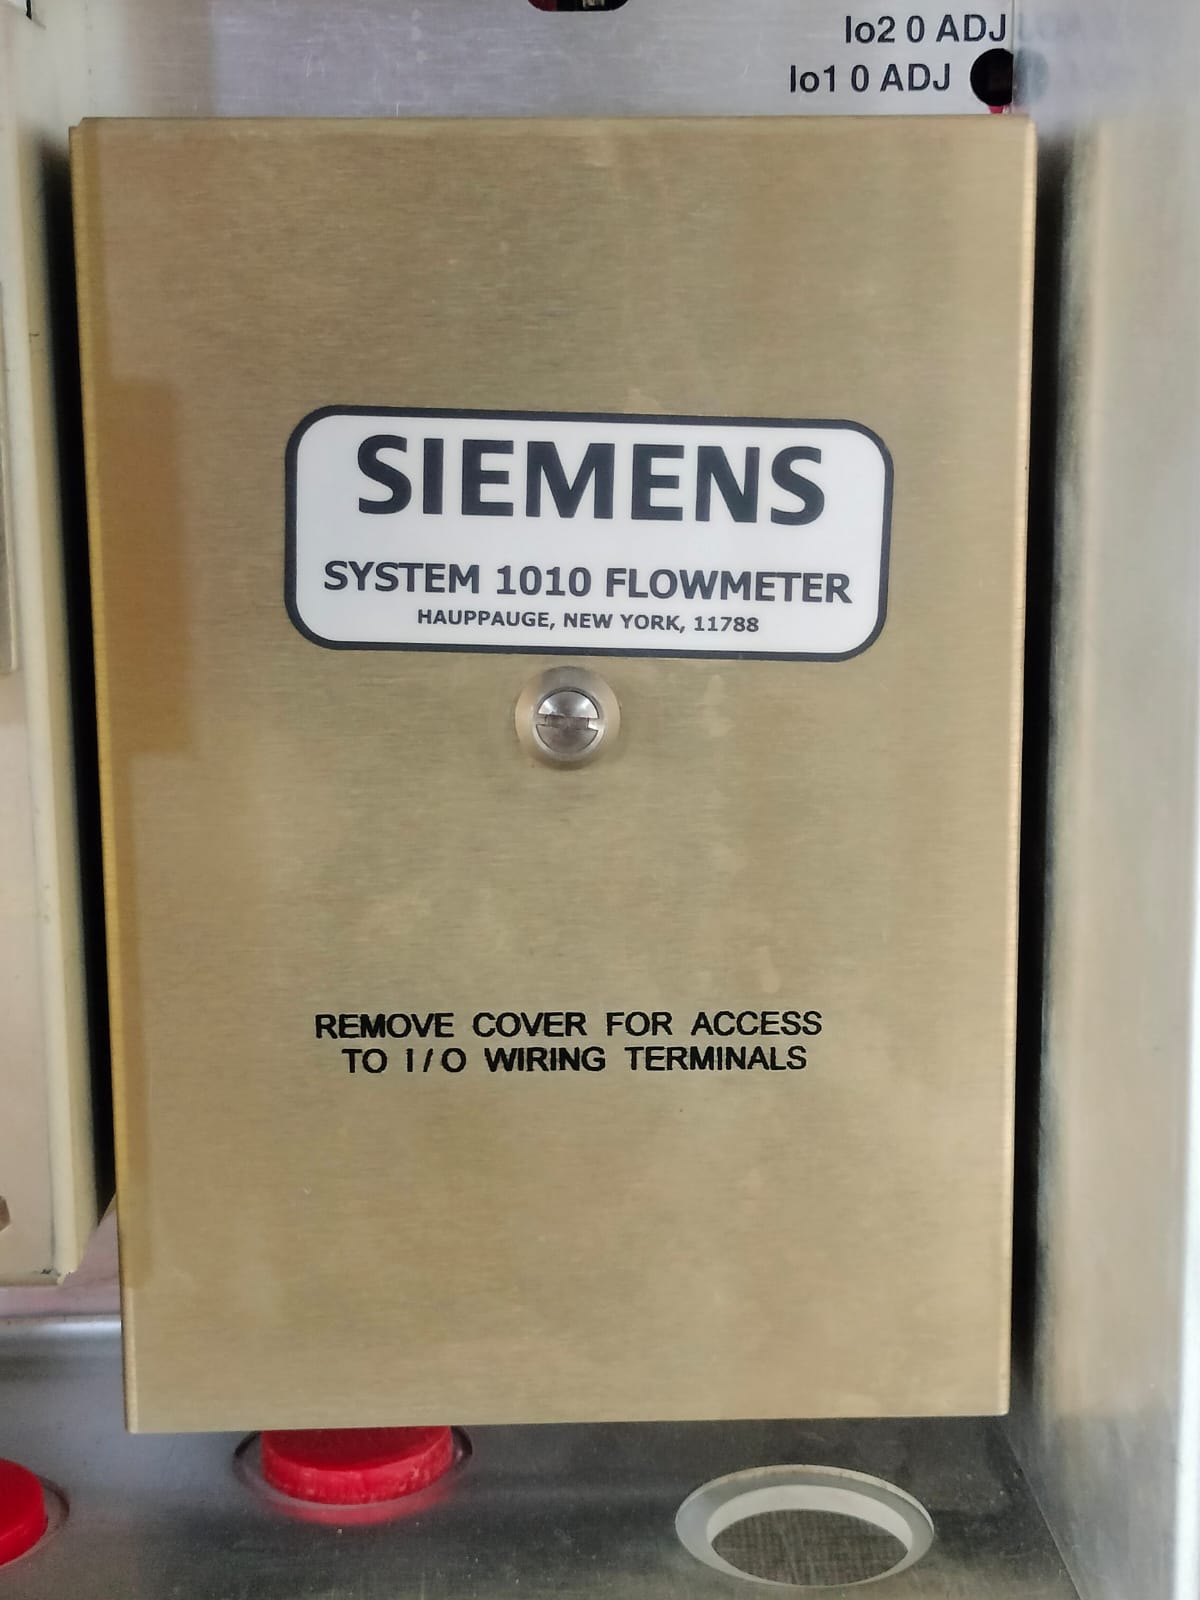 Io2 0 ADJ
Io1 0 ADJ
SIEMENS
SYSTEM 1010 FLOWMETER
HAUPPAUGE, NEW YORK, 11788
REMOVE COVER FOR ACCESS
TO I/O WIRING TERMINALS